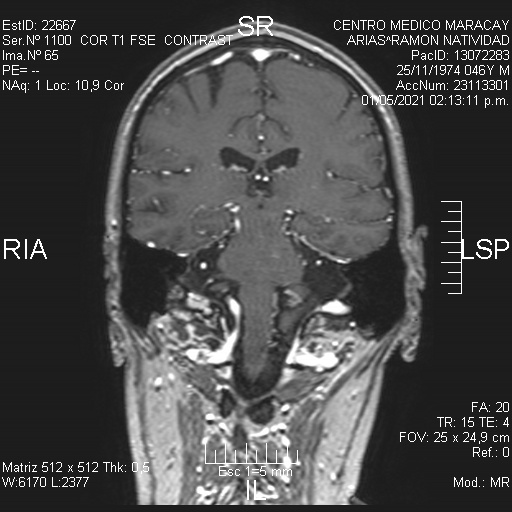 EstID: 22667
Ser.Nº 1100 COR T1 FSE CONTRAST
Ima.Nº 65
PE= --
NAq: 1 Loc: 10,9 Cor
SR
CENTRO MEDICO MARACAY
ARIAS^RAMON NATIVIDAD
PacID: 13072283
25/11/1974 046Y M
AccNum: 23113301
01/05/2021 02:13:11 p.m.
RIA
LSP
FA: 20
TR: 15 TE: 4
FOV: 25 x 24,9 cm
Ref.: 0
Matriz 512 x 512 Thk: 0,5
W:6170 L:2377
Esc 1=5 mm
IL
Mod.: MR